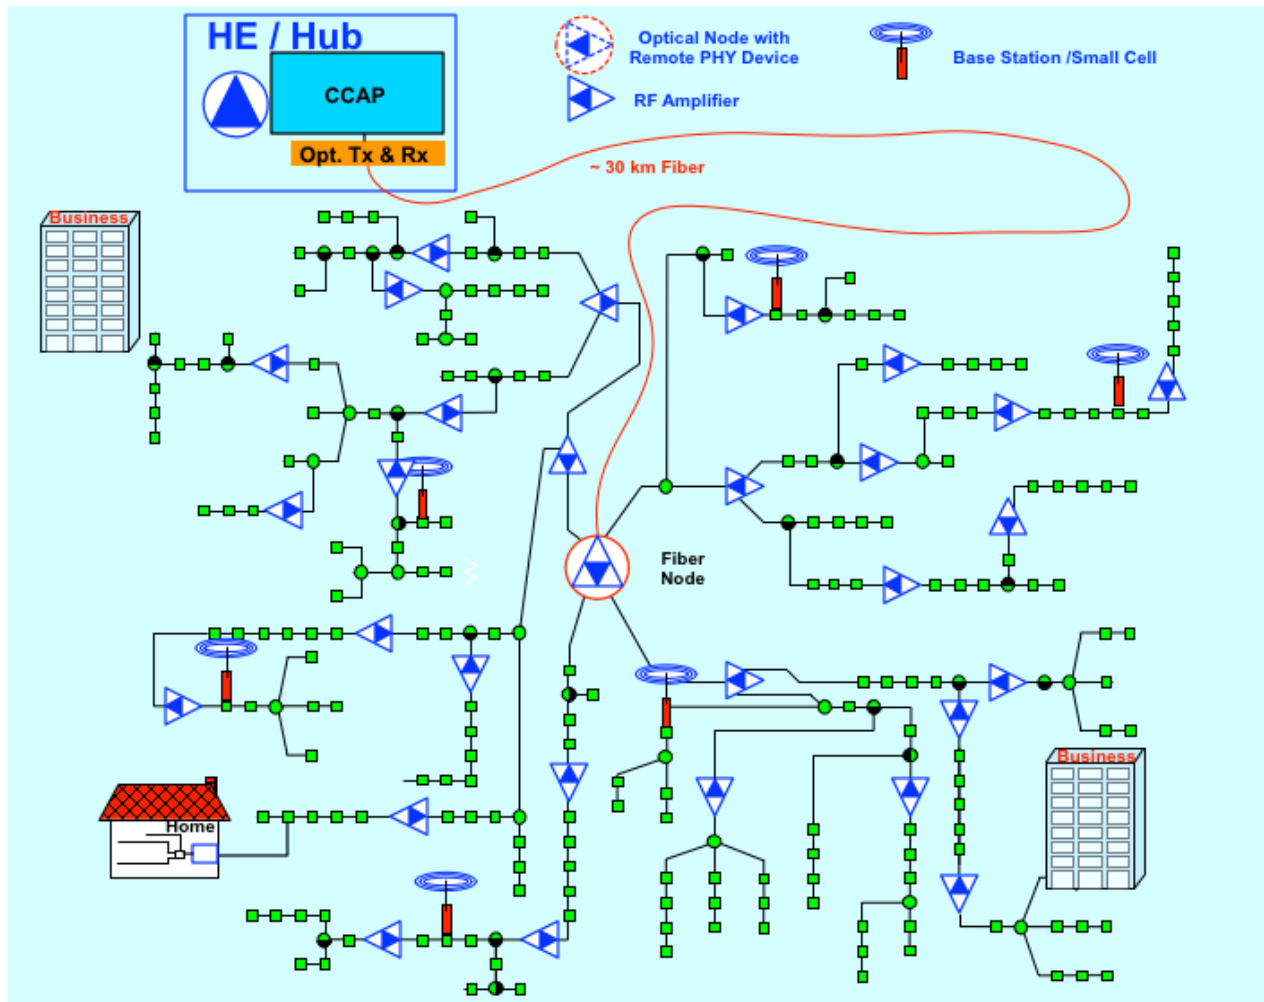 HE / Hub
CCAP
Opt. Tx & Rx
Optical Node with
Remote PHY Device
RF Amplifier
Base Station /Small Cell
~ 30 km Fiber
Business
Fiber
Node
Home
Business